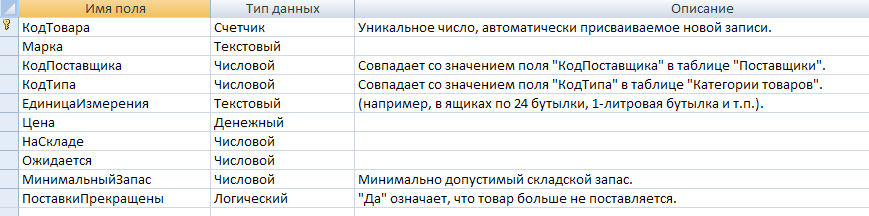 Имя поля Тип данных Описание
КодТовара Счетчик Уникальное число, автоматически присваиваемое новой записи.
Марка Текстовый
КодПоставщика Числовой Совпадает со значением поля "КодПоставщика" в таблице "Поставщики".
КодТипа Числовой Совпадает со значением поля "КодТипа" в таблице "Категории товаров".
ЕдиницаИзмерения Текстовый (например, в ящиках по 24 бутылки, 1-литровая бутылка и т.п.).
Цена Денежный
НаСкладе Числовой
Ожидается Числовой
МинимальныйЗапас Числовой Минимально допустимый складской запас.
ПоставкиПрекращены Логический "Да" означает, что товар больше не поставляется.